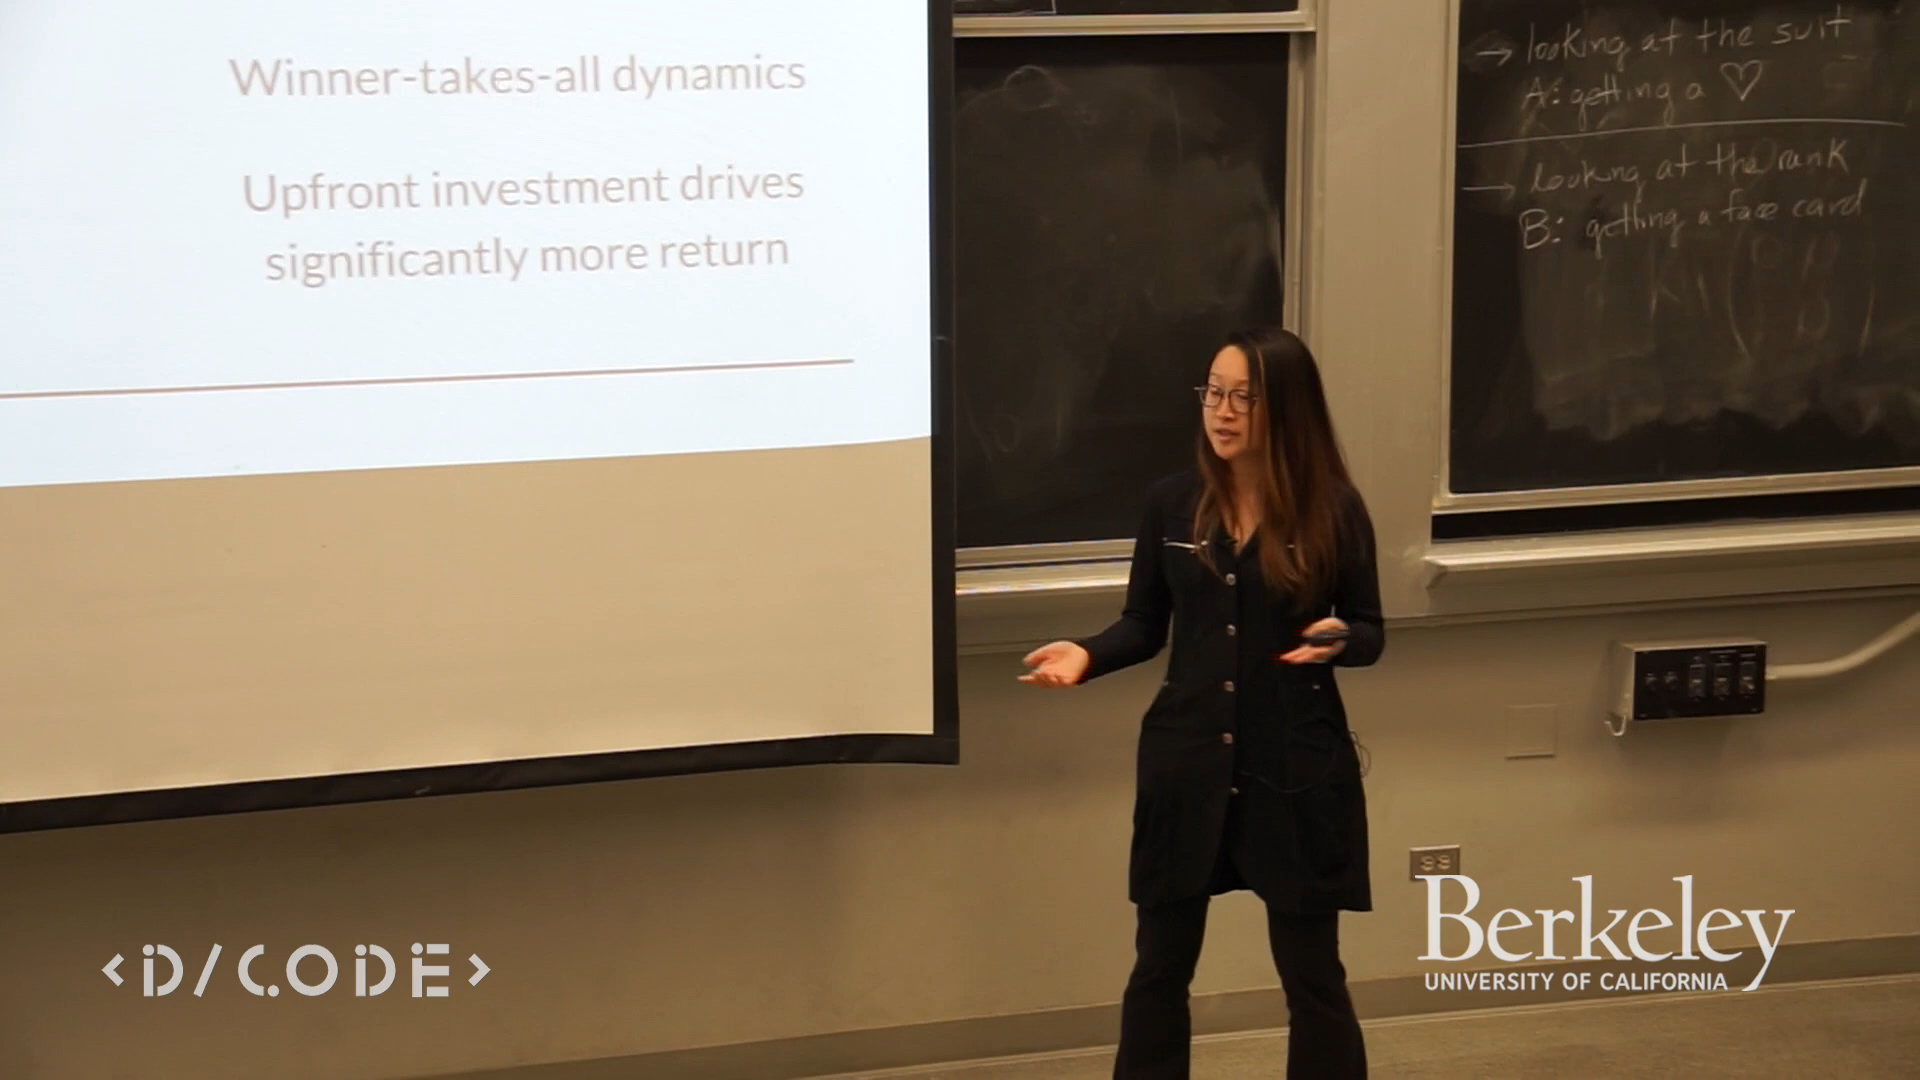 Winner-takes-all dynamics
Upfront investment drives
significantly more return
→ looking at the suit
A: getting a ♡
→ looking at the rank
B: getting a face card
<D/CODE>
Berkeley
UNIVERSITY OF CALIFORNIA